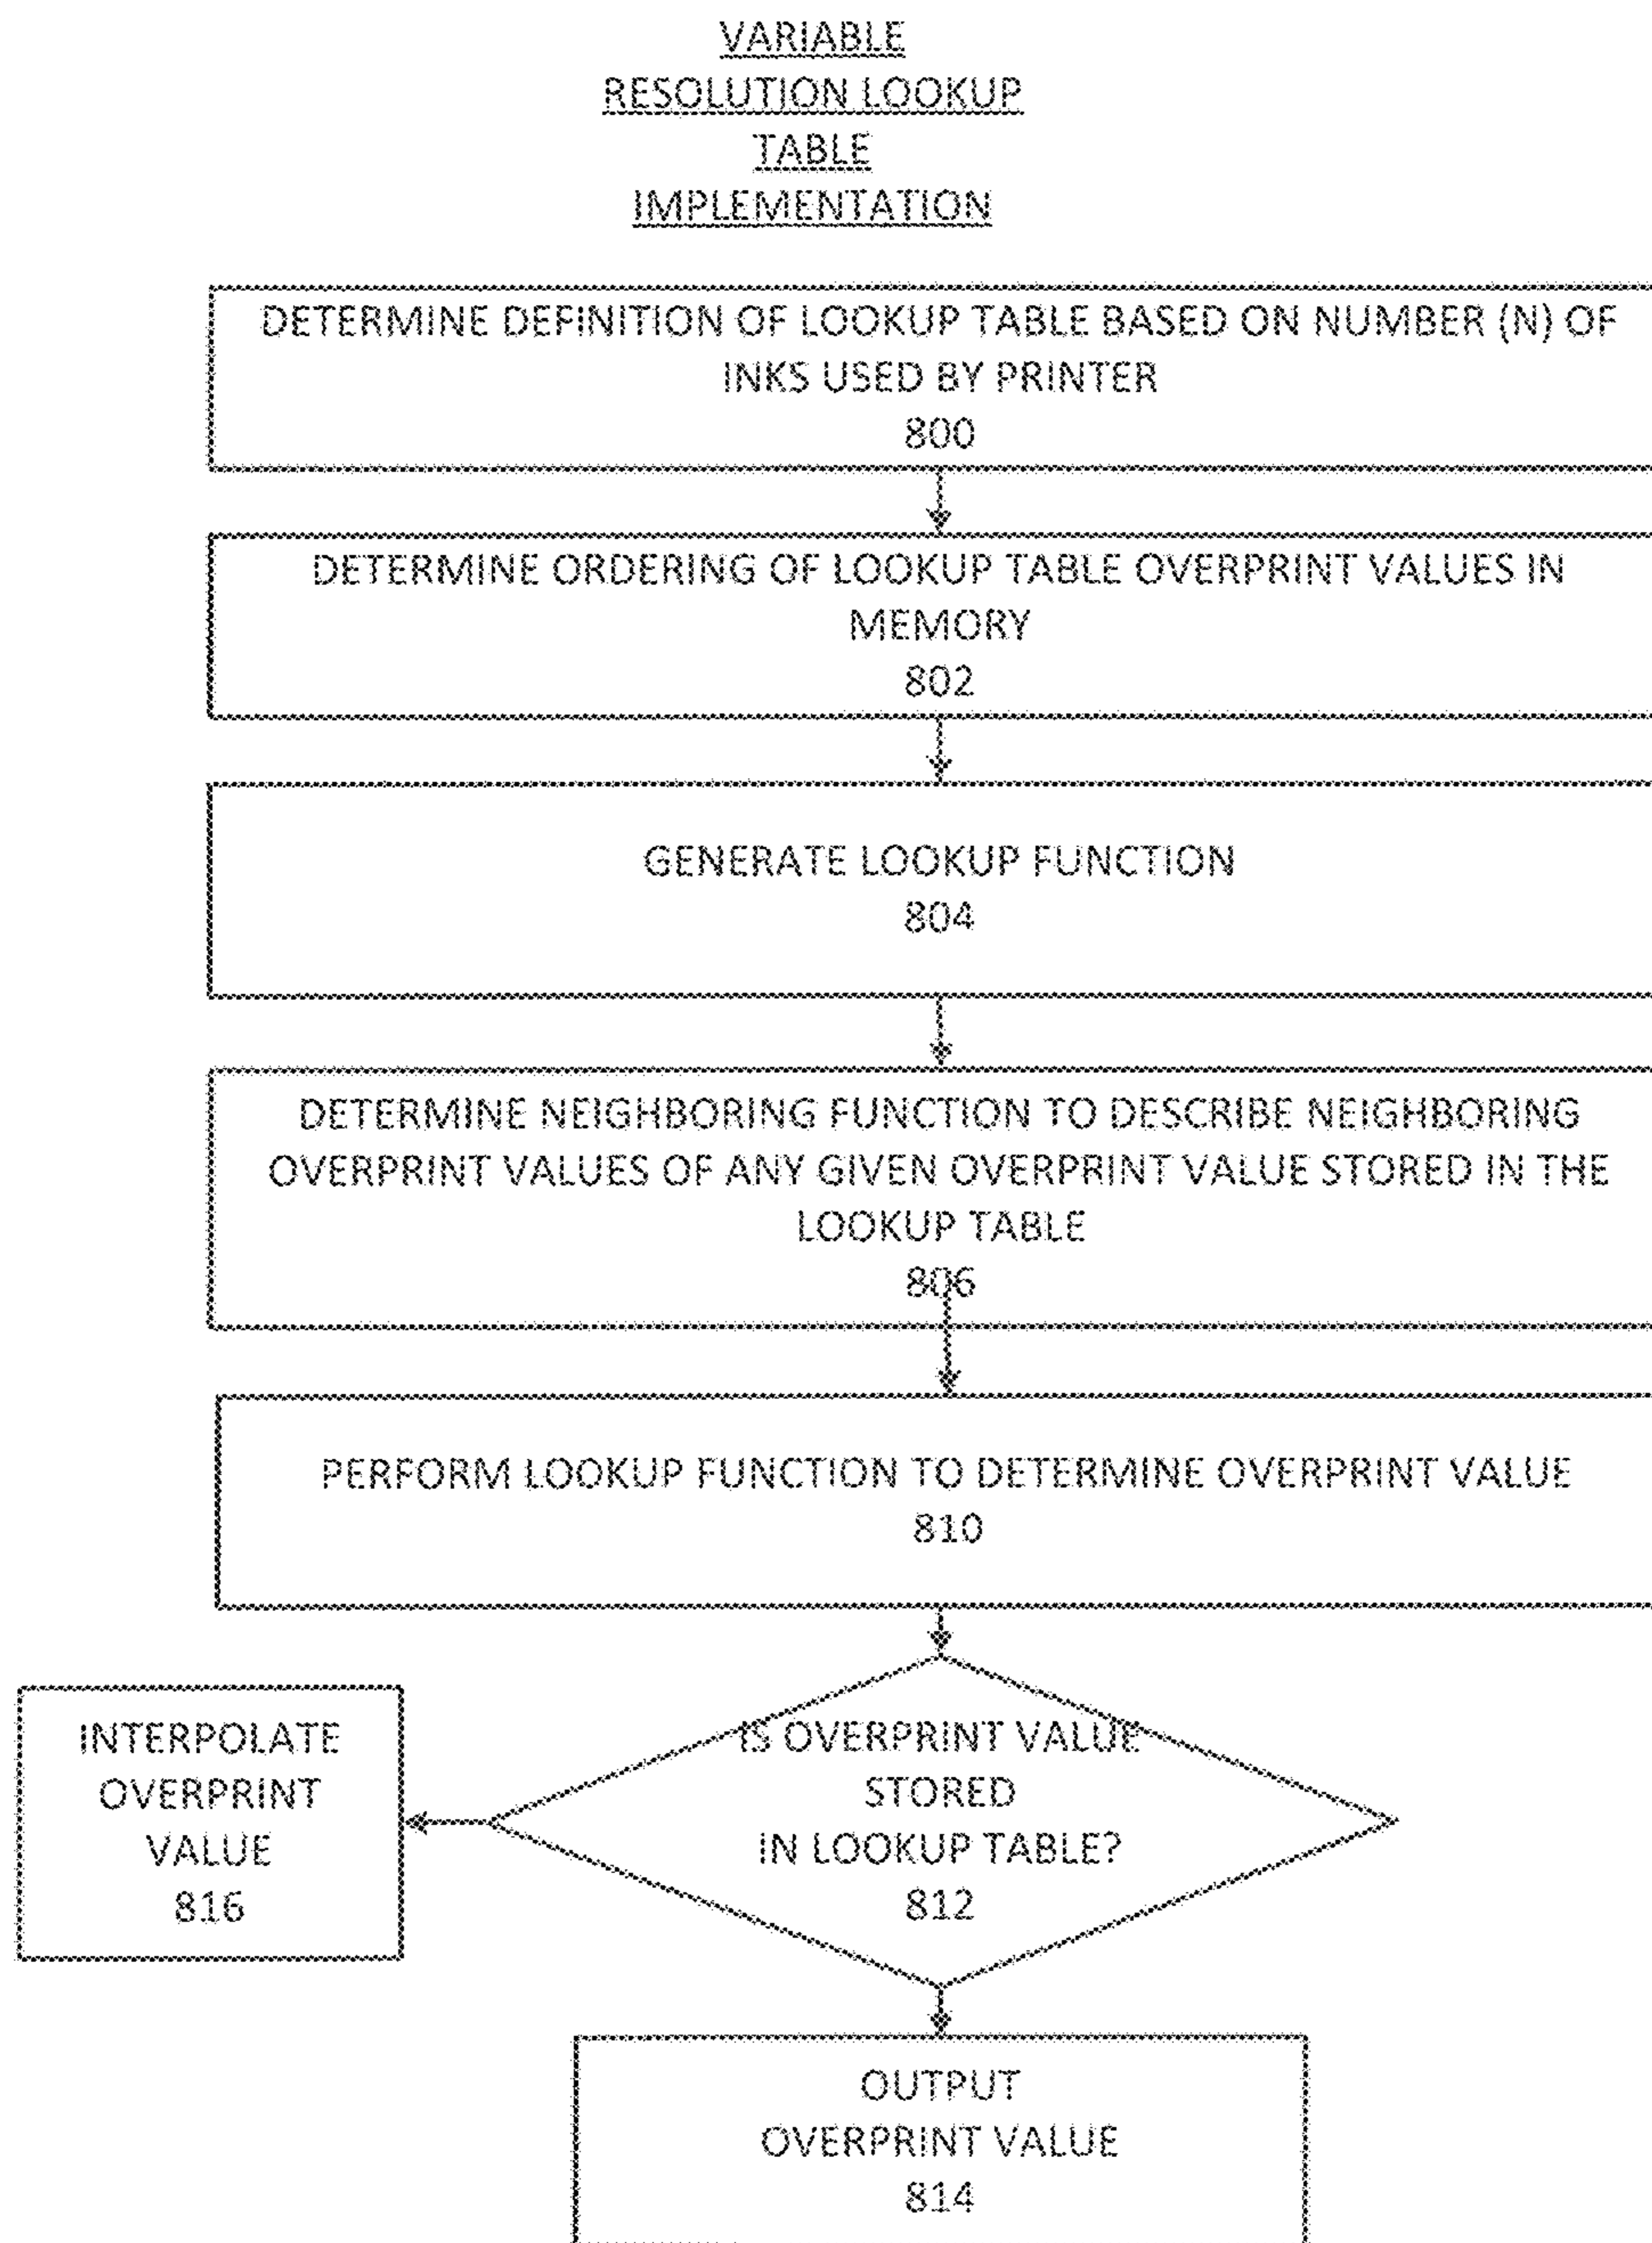 VARIABLE
RESOLUTION LOOKUP
TABLE
IMPLEMENTATION
DETERMINE DEFINITION OF LOOKUP TABLE BASED ON NUMBER (N) OF
INKS USED BY PRINTER
800
DETERMINE ORDERING OF LOOKUP TABLE OVERPRINT VALUES IN
MEMORY
802
GENERATE LOOKUP FUNCTION
804
DETERMINE NEIGHBORING FUNCTION TO DESCRIBE NEIGHBORING
OVERPRINT VALUES OF ANY GIVEN OVERPRINT VALUE STORED IN THE
LOOKUP TABLE
806
PERFORM LOOKUP FUNCTION TO DETERMINE OVERPRINT VALUE
810
IS OVERPRINT VALUE
STORED
IN LOOKUP TABLE?
812
INTERPOLATE
OVERPRINT
VALUE
816
OUTPUT
OVERPRINT VALUE
814